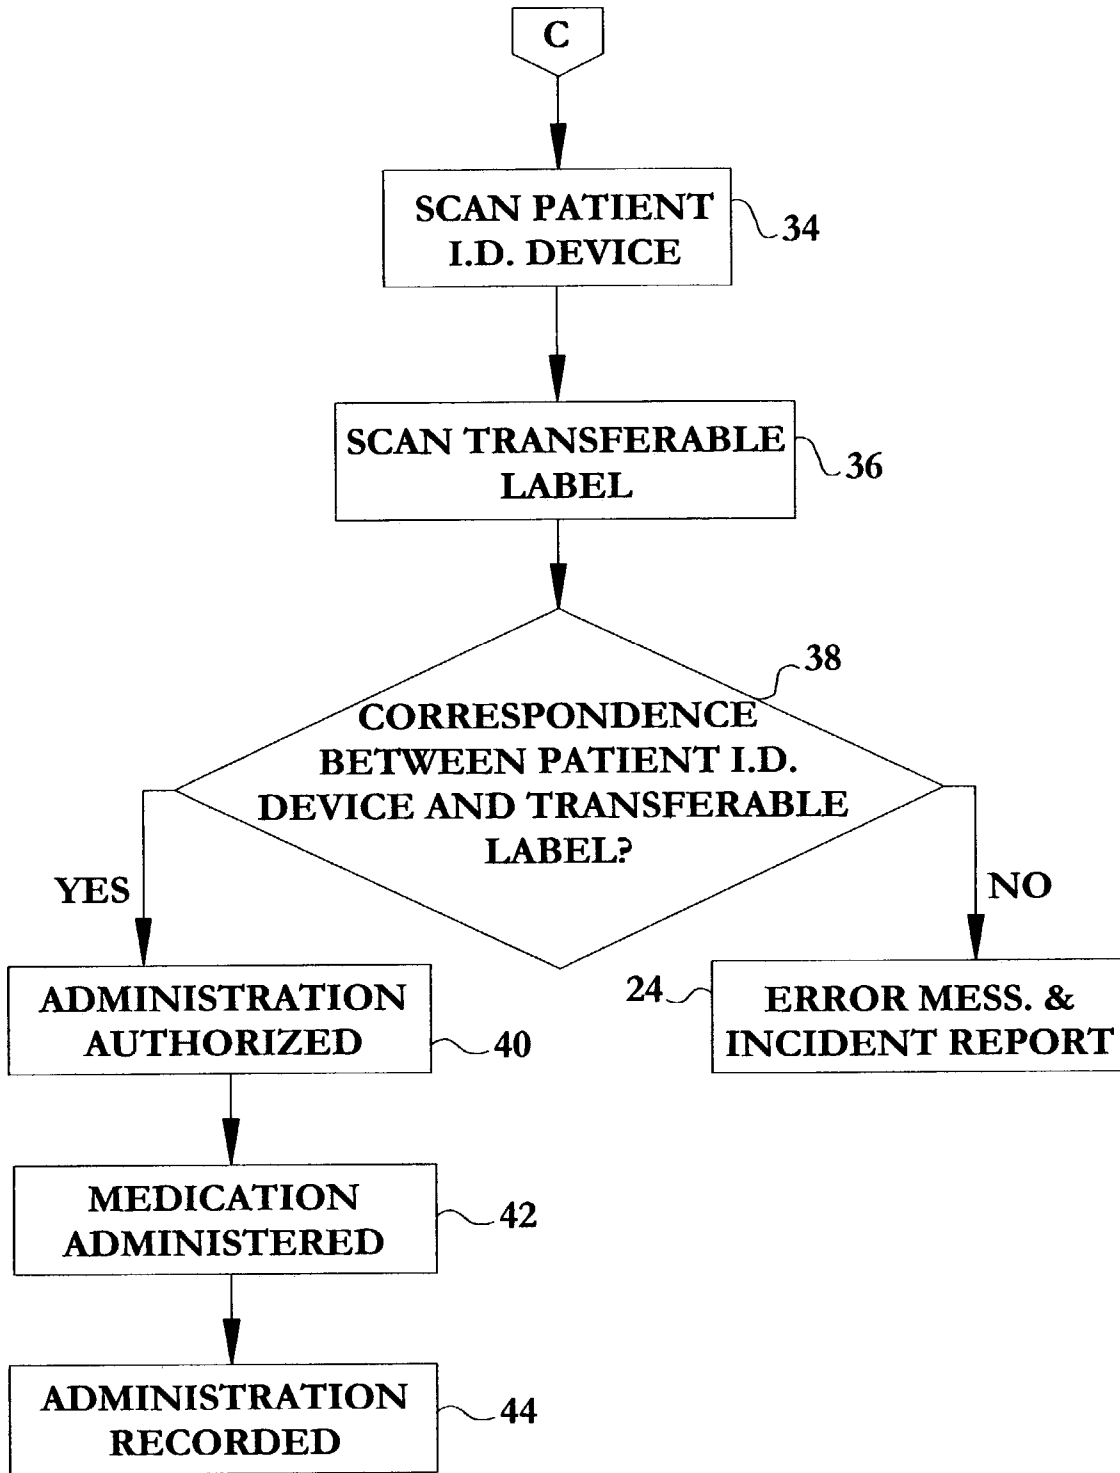 C
SCAN PATIENT
I.D. DEVICE
34
SCAN TRANSFERABLE
LABEL
36
38
CORRESPONDENCE
BETWEEN PATIENT I.D.
DEVICE AND TRANSFERABLE
LABEL?
YES
NO
ADMINISTRATION
AUTHORIZED
40
24
ERROR MESS. &
INCIDENT REPORT
MEDICATION
ADMINISTERED
42
ADMINISTRATION
RECORDED
44